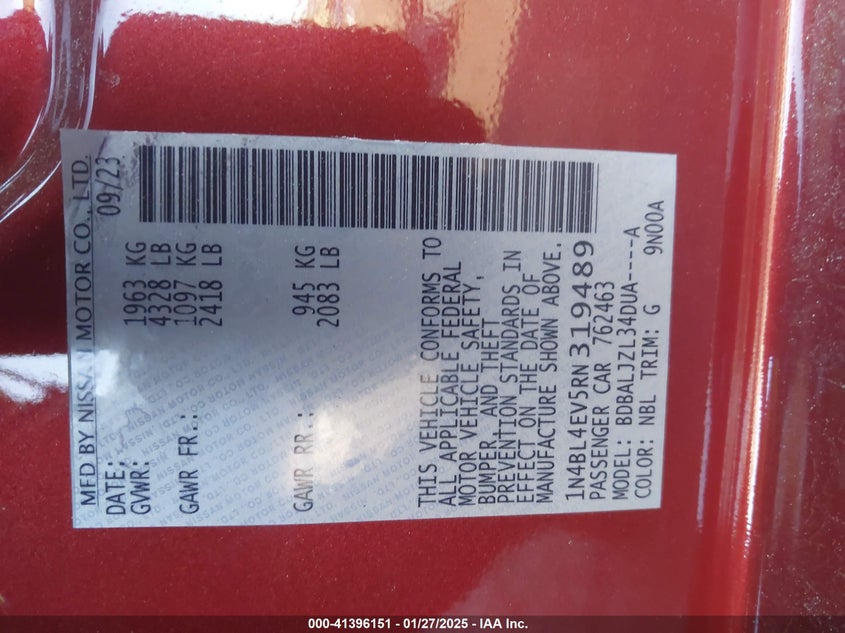 MFD BY NISSAN MOTOR CO., LTD.
DATE: 09/23
GVWR: 1963 KG
4328 LB
GAWR FR.: 1097 KG
2418 LB
GAWR RR.: 945 KG
2083 LB
THIS VEHICLE CONFORMS TO
ALL APPLICABLE FEDERAL
MOTOR VEHICLE SAFETY,
BUMPER, AND THEFT
PREVENTION STANDARDS IN
EFFECT ON THE DATE OF
MANUFACTURE SHOWN ABOVE.
1N4BL4EV5RN319489
PASSENGER CAR 762463
MODEL: BDBALJZL34DUA----A
COLOR: NBL TRIM: G 9N00A
000-41396151 — 01/27/2025 - IAA Inc.